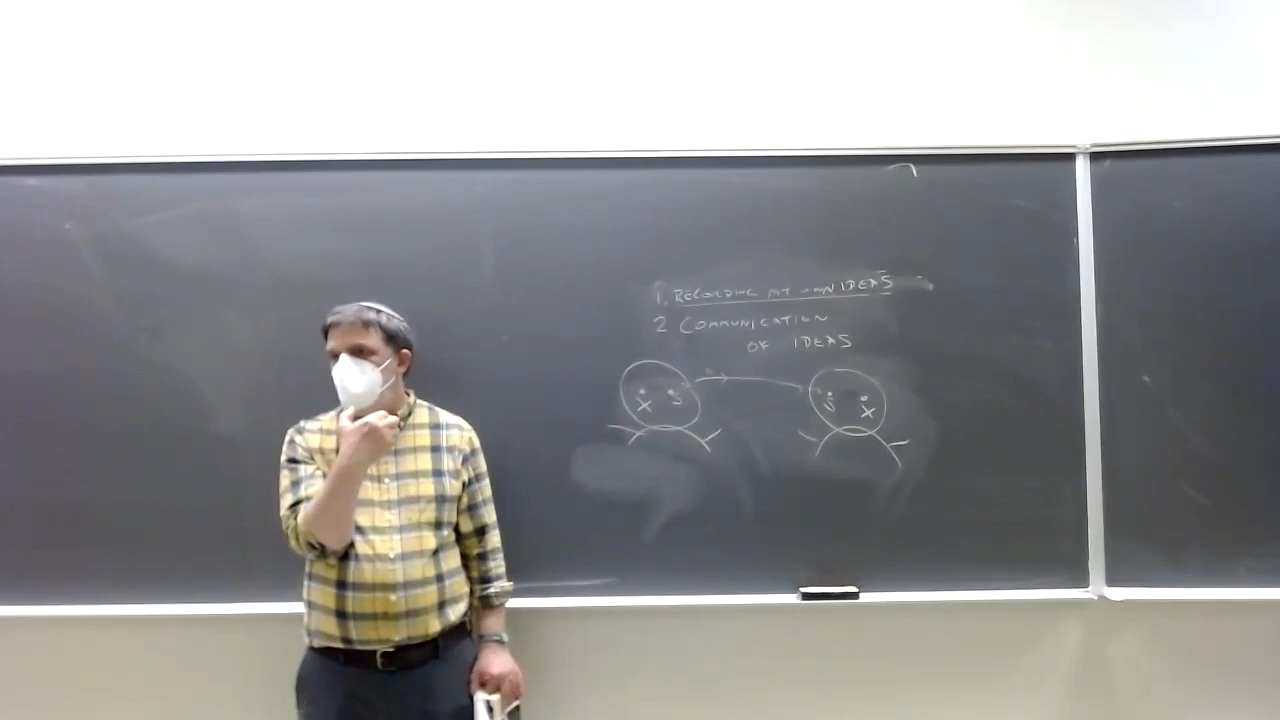 1. RECORDING MY OWN IDEAS
2 COMMUNICATION
OF IDEAS
X S
S X